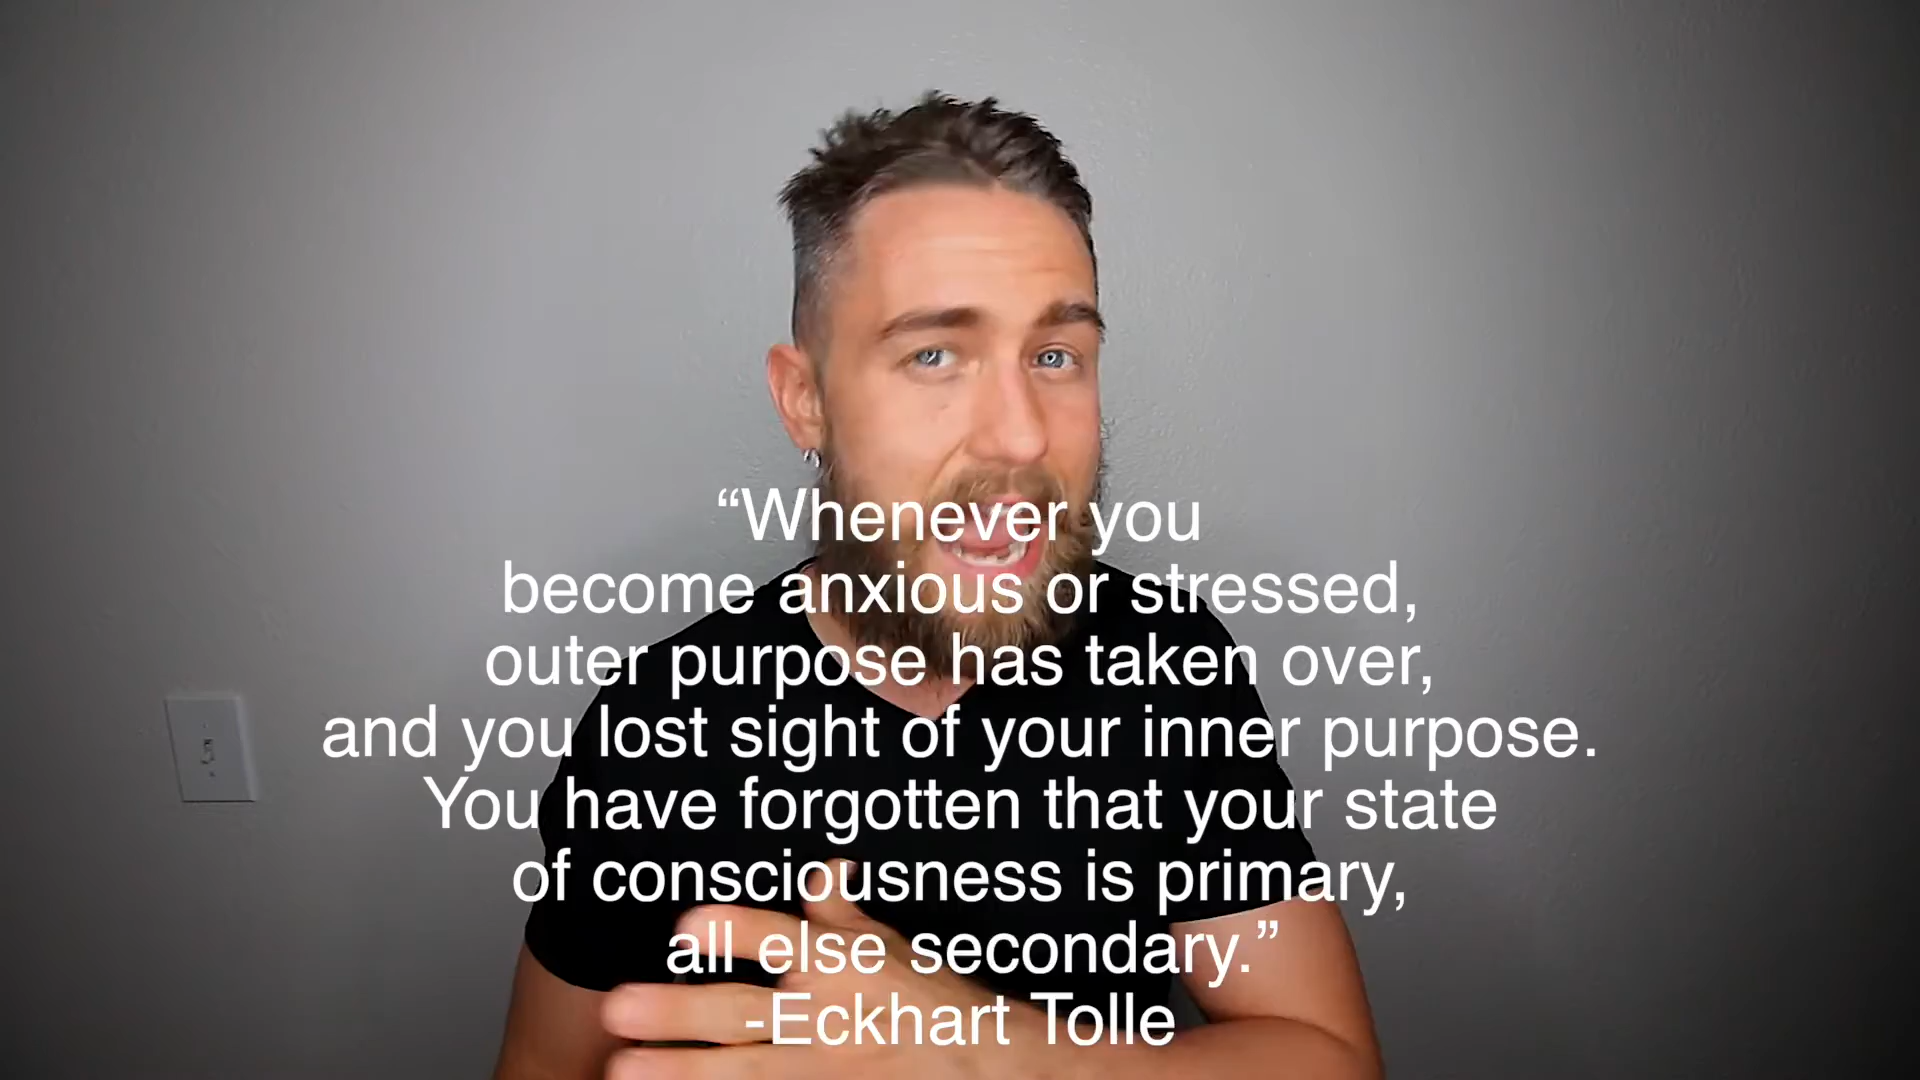 “Whenever you
become anxious or stressed,
outer purpose has taken over,
and you lost sight of your inner purpose.
You have forgotten that your state
of consciousness is primary,
all else secondary.”
-Eckhart Tolle